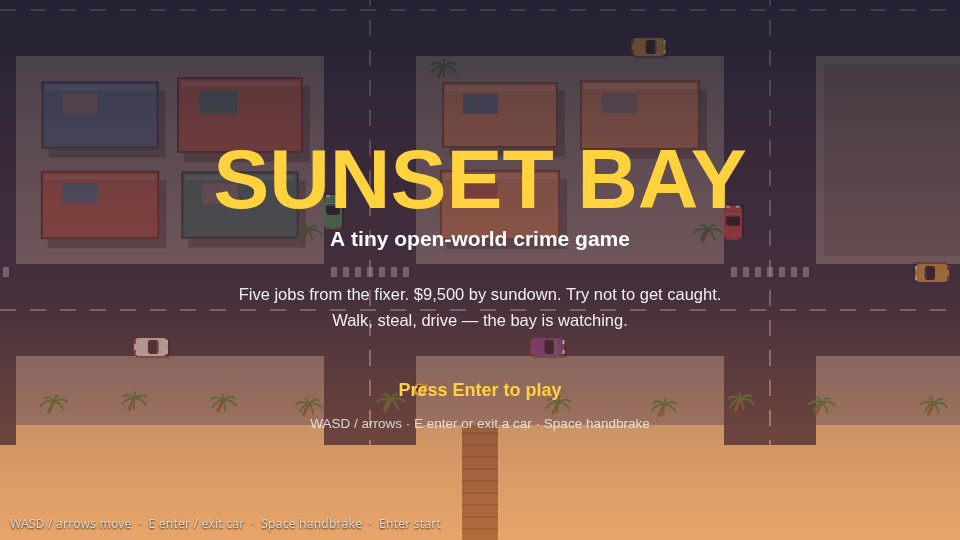 SUNSET BAY
A tiny open-world crime game
Five jobs from the fixer. $9,500 by sundown. Try not to get caught.
Walk, steal, drive — the bay is watching.
Press Enter to play
WASD / arrows · E enter or exit a car · Space handbrake
WASD / arrows move · E enter / exit car · Space handbrake · Enter start